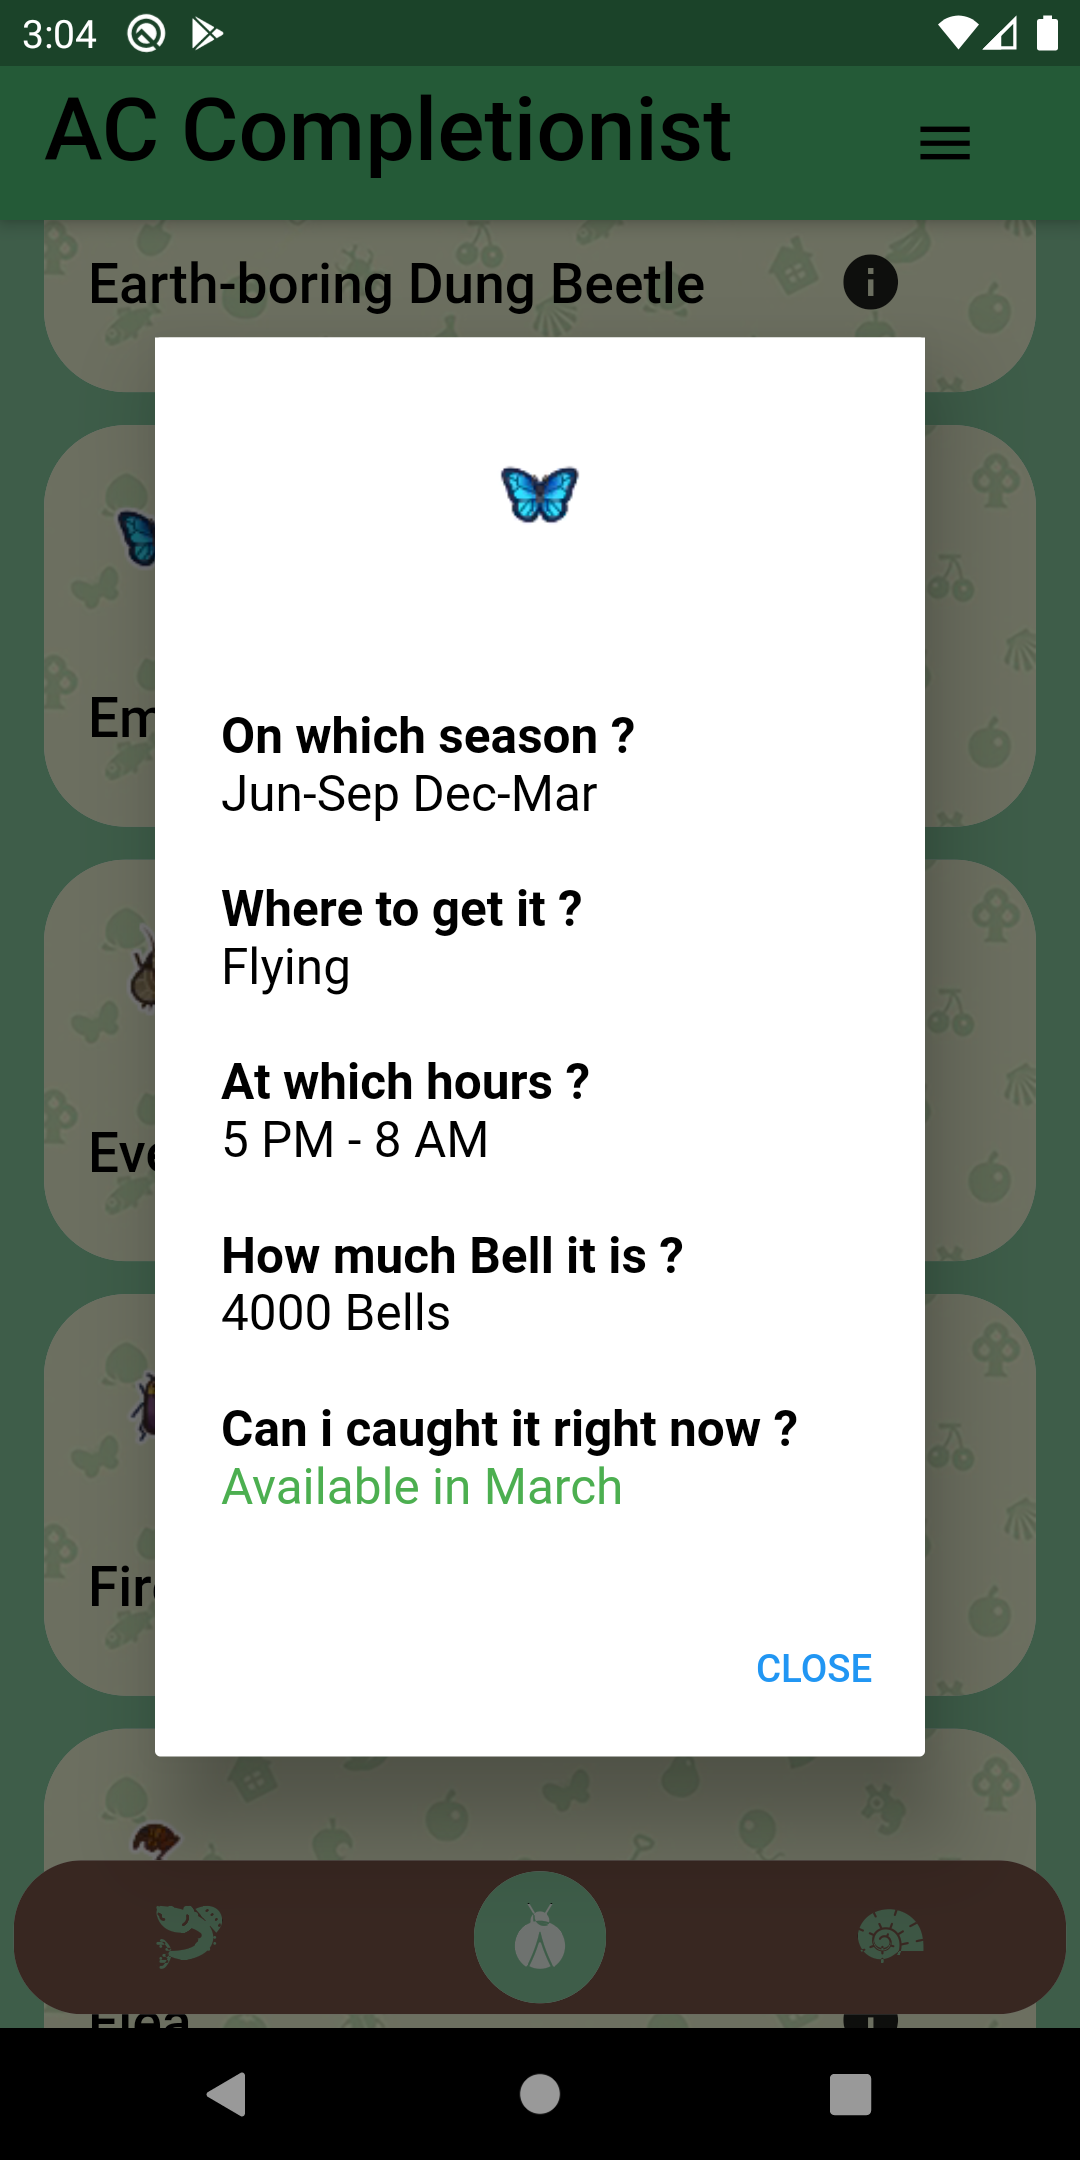 3:04
AC Completionist
Earth-boring Dung Beetle
Em
On which season ?
Jun-Sep Dec-Mar
Where to get it ?
Flying
At which hours ?
5 PM - 8 AM
Eve
How much Bell it is ?
4000 Bells
Can i caught it right now ?
Available in March
Fir
CLOSE
Flea